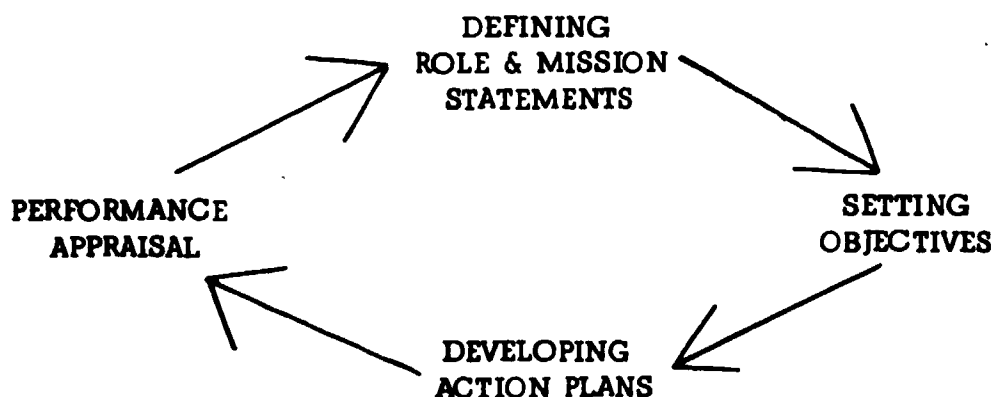 DEFINING
ROLE & MISSION
STATEMENTS
SETTING
OBJECTIVES
DEVELOPING
ACTION PLANS
PERFORMANCE
APPRAISAL